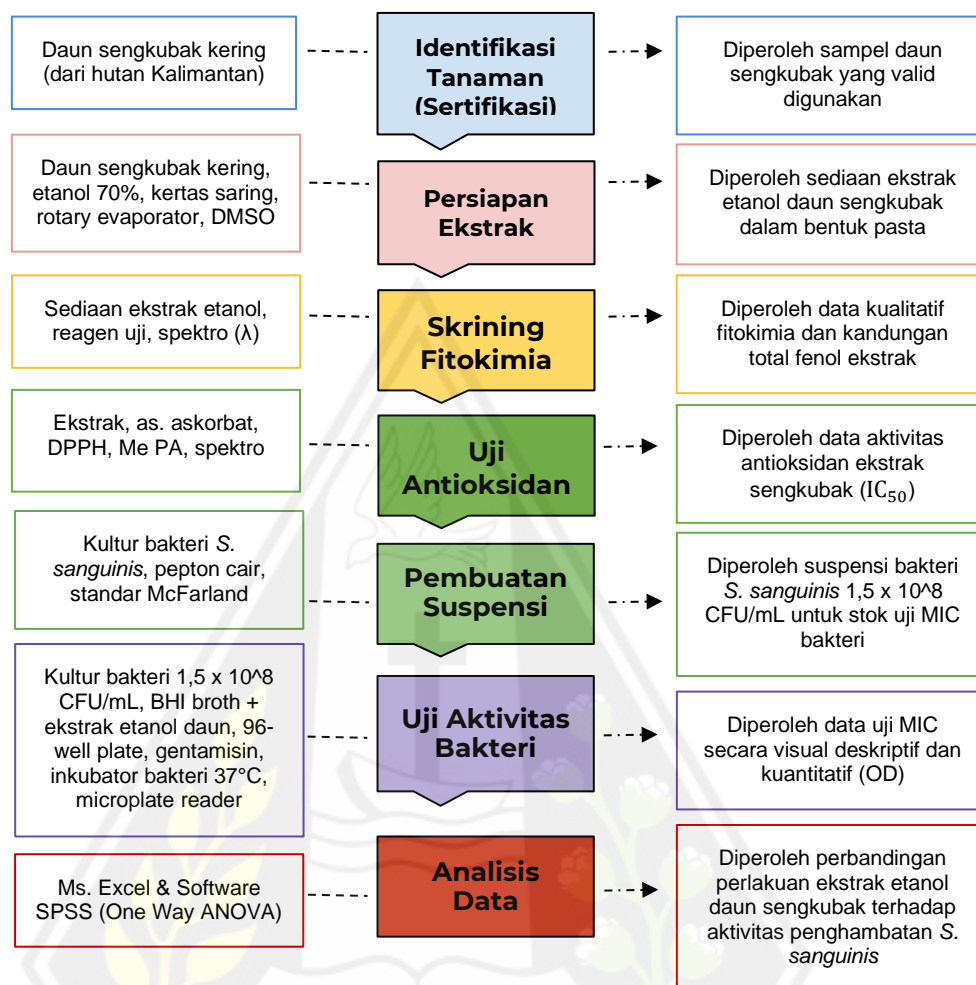 Daun sengkubak kering
(dari hutan Kalimantan)
Identifikasi
Tanaman
(Sertifikasi)
Diperoleh sampel daun
sengkubak yang valid
digunakan
Daun sengkubak kering,
etanol 70%, kertas saring,
rotary evaporator, DMSO
Persiapan
Ekstrak
Diperoleh sediaan ekstrak
etanol daun sengkubak
dalam bentuk pasta
Sediaan ekstrak etanol,
reagen uji, spektro (λ)
Skrining
Fitokimia
Diperoleh data kualitatif
fitokimia dan kandungan
total fenol ekstrak
Ekstrak, as. askorbat,
DPPH, Me PA, spektro
Uji
Antioksidan
Diperoleh data aktivitas
antioksidan ekstrak
sengkubak (IC₅₀)
Kultur bakteri S.
sanguinis, pepton cair,
standar McFarland
Pembuatan
Suspensi
Diperoleh suspensi bakteri
S. sanguinis 1,5 x 10^8
CFU/mL untuk stok uji MIC
bakteri
Kultur bakteri 1,5 x 10^8
CFU/mL, BHI broth +
ekstrak etanol daun, 96-
well plate, gentamisin,
inkubator bakteri 37°C,
microplate reader
Uji Aktivitas
Bakteri
Diperoleh data uji MIC
secara visual deskriptif dan
kuantitatif (OD)
Ms. Excel & Software
SPSS (One Way ANOVA)
Analisis
Data
Diperoleh perbandingan
perlakuan ekstrak etanol
daun sengkubak terhadap
aktivitas penghambatan S.
sanguinis